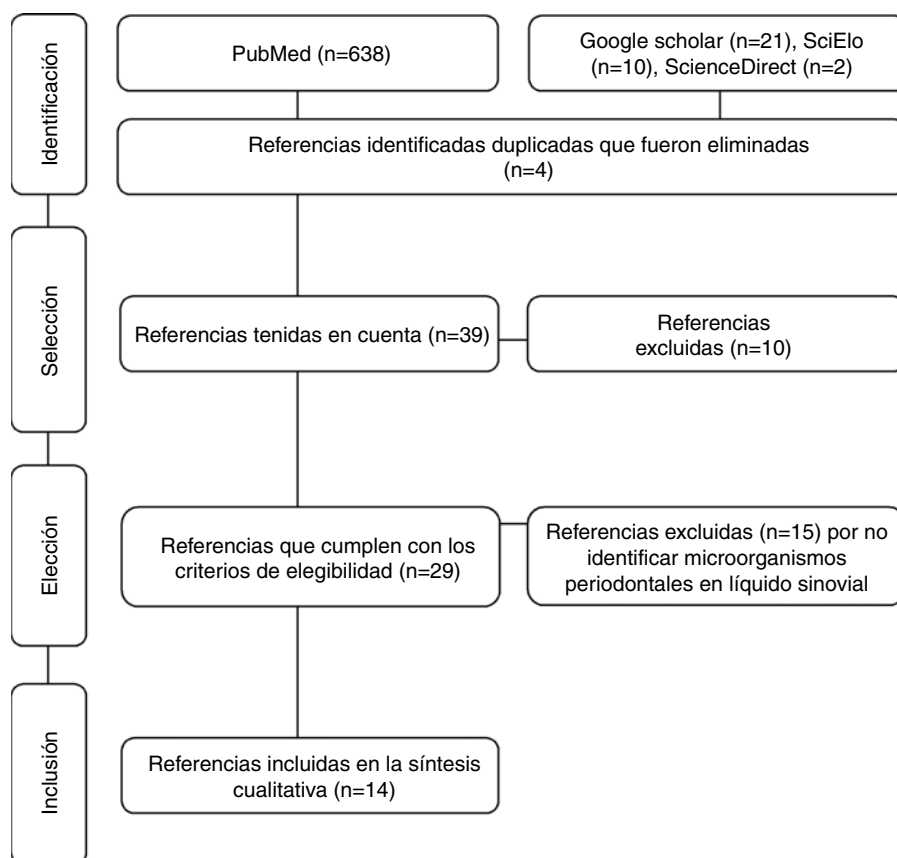 Identificación
PubMed (n=638)
Google scholar (n=21), SciElo
(n=10), ScienceDirect (n=2)
Referencias identificadas duplicadas que fueron eliminadas
(n=4)
Selección
Referencias tenidas en cuenta (n=39)
Referencias
excluidas (n=10)
Elección
Referencias que cumplen con los
criterios de elegibilidad (n=29)
Referencias excluidas (n=15) por no
identificar microorganismos
periodontales en líquido sinovial
Inclusión
Referencias incluidas en la síntesis
cualitativa (n=14)